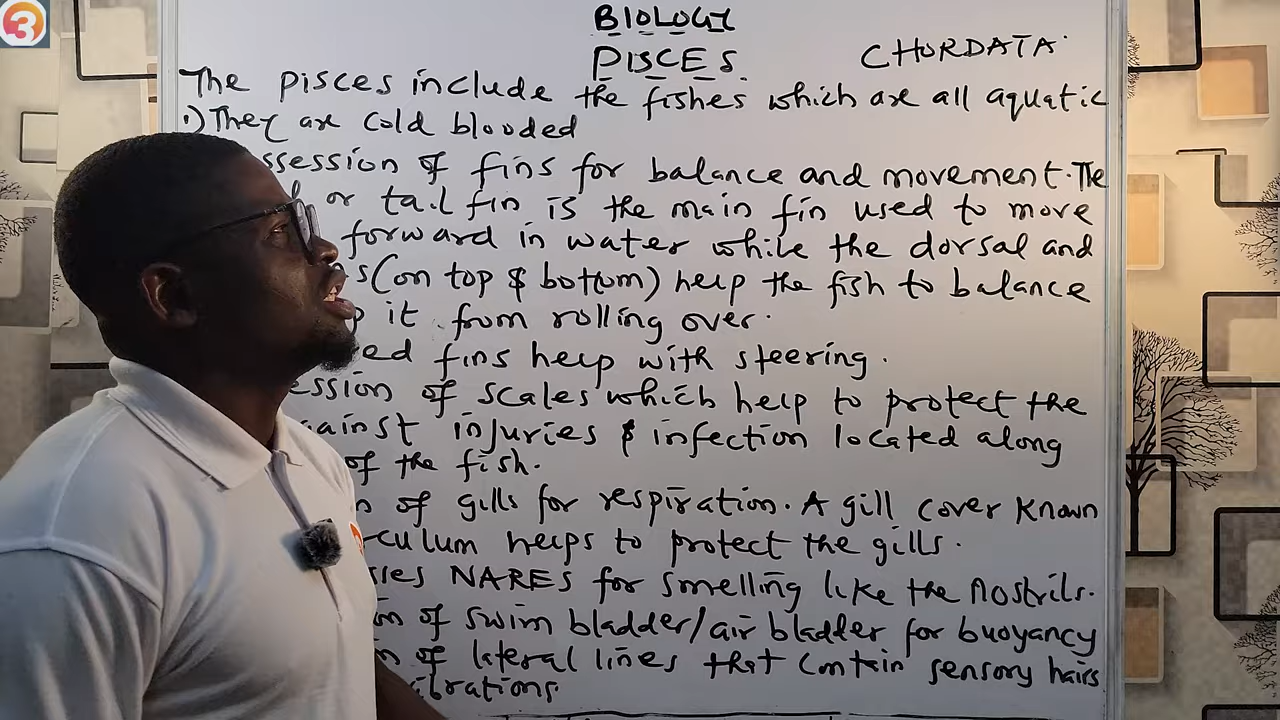 3
BIOLOGY
PISCES
CHORDATA
The pisces include the fishes which are all aquatic
.) They are cold blooded
ssession of fins for balance and movement. The
or tail fin is the main fin used to move
forward in water while the dorsal and
s (on top & bottom) help the fish to balance
p it from rolling over.
ed fins help with steering.
ession of scales which help to protect the
gainst injuries & infection located along
of the fish.
n of gills for respiration. A gill cover known
culum helps to protect the gills.
sses NARES for smelling like the nostrils.
on of swim bladder/air bladder for buoyancy
n of lateral lines that contain sensory hairs
ibrations.